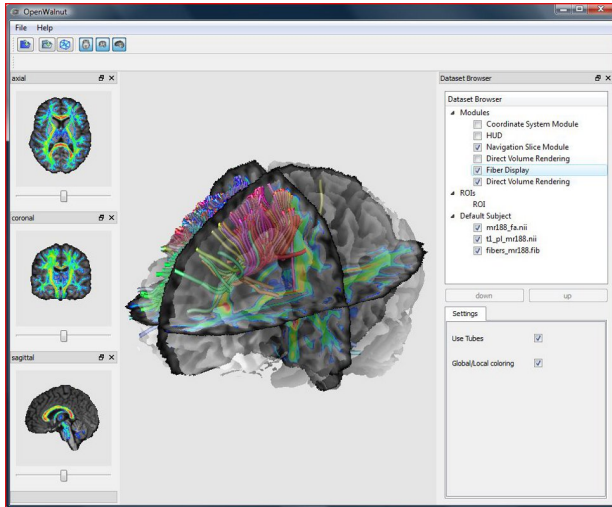 OpenWalnut
File Help
axial
coronal
sagittal
Dataset Browser
Dataset Browser
Modules
Coordinate System Module
HUD
Navigation Slice Module
Direct Volume Rendering
Fiber Display
Direct Volume Rendering
ROIs
ROI
Default Subject
mr188_fa.nii
t1_pl_mr188.nii
fibers_mr188.fib
down up
Settings
Use Tubes
Global/Local coloring